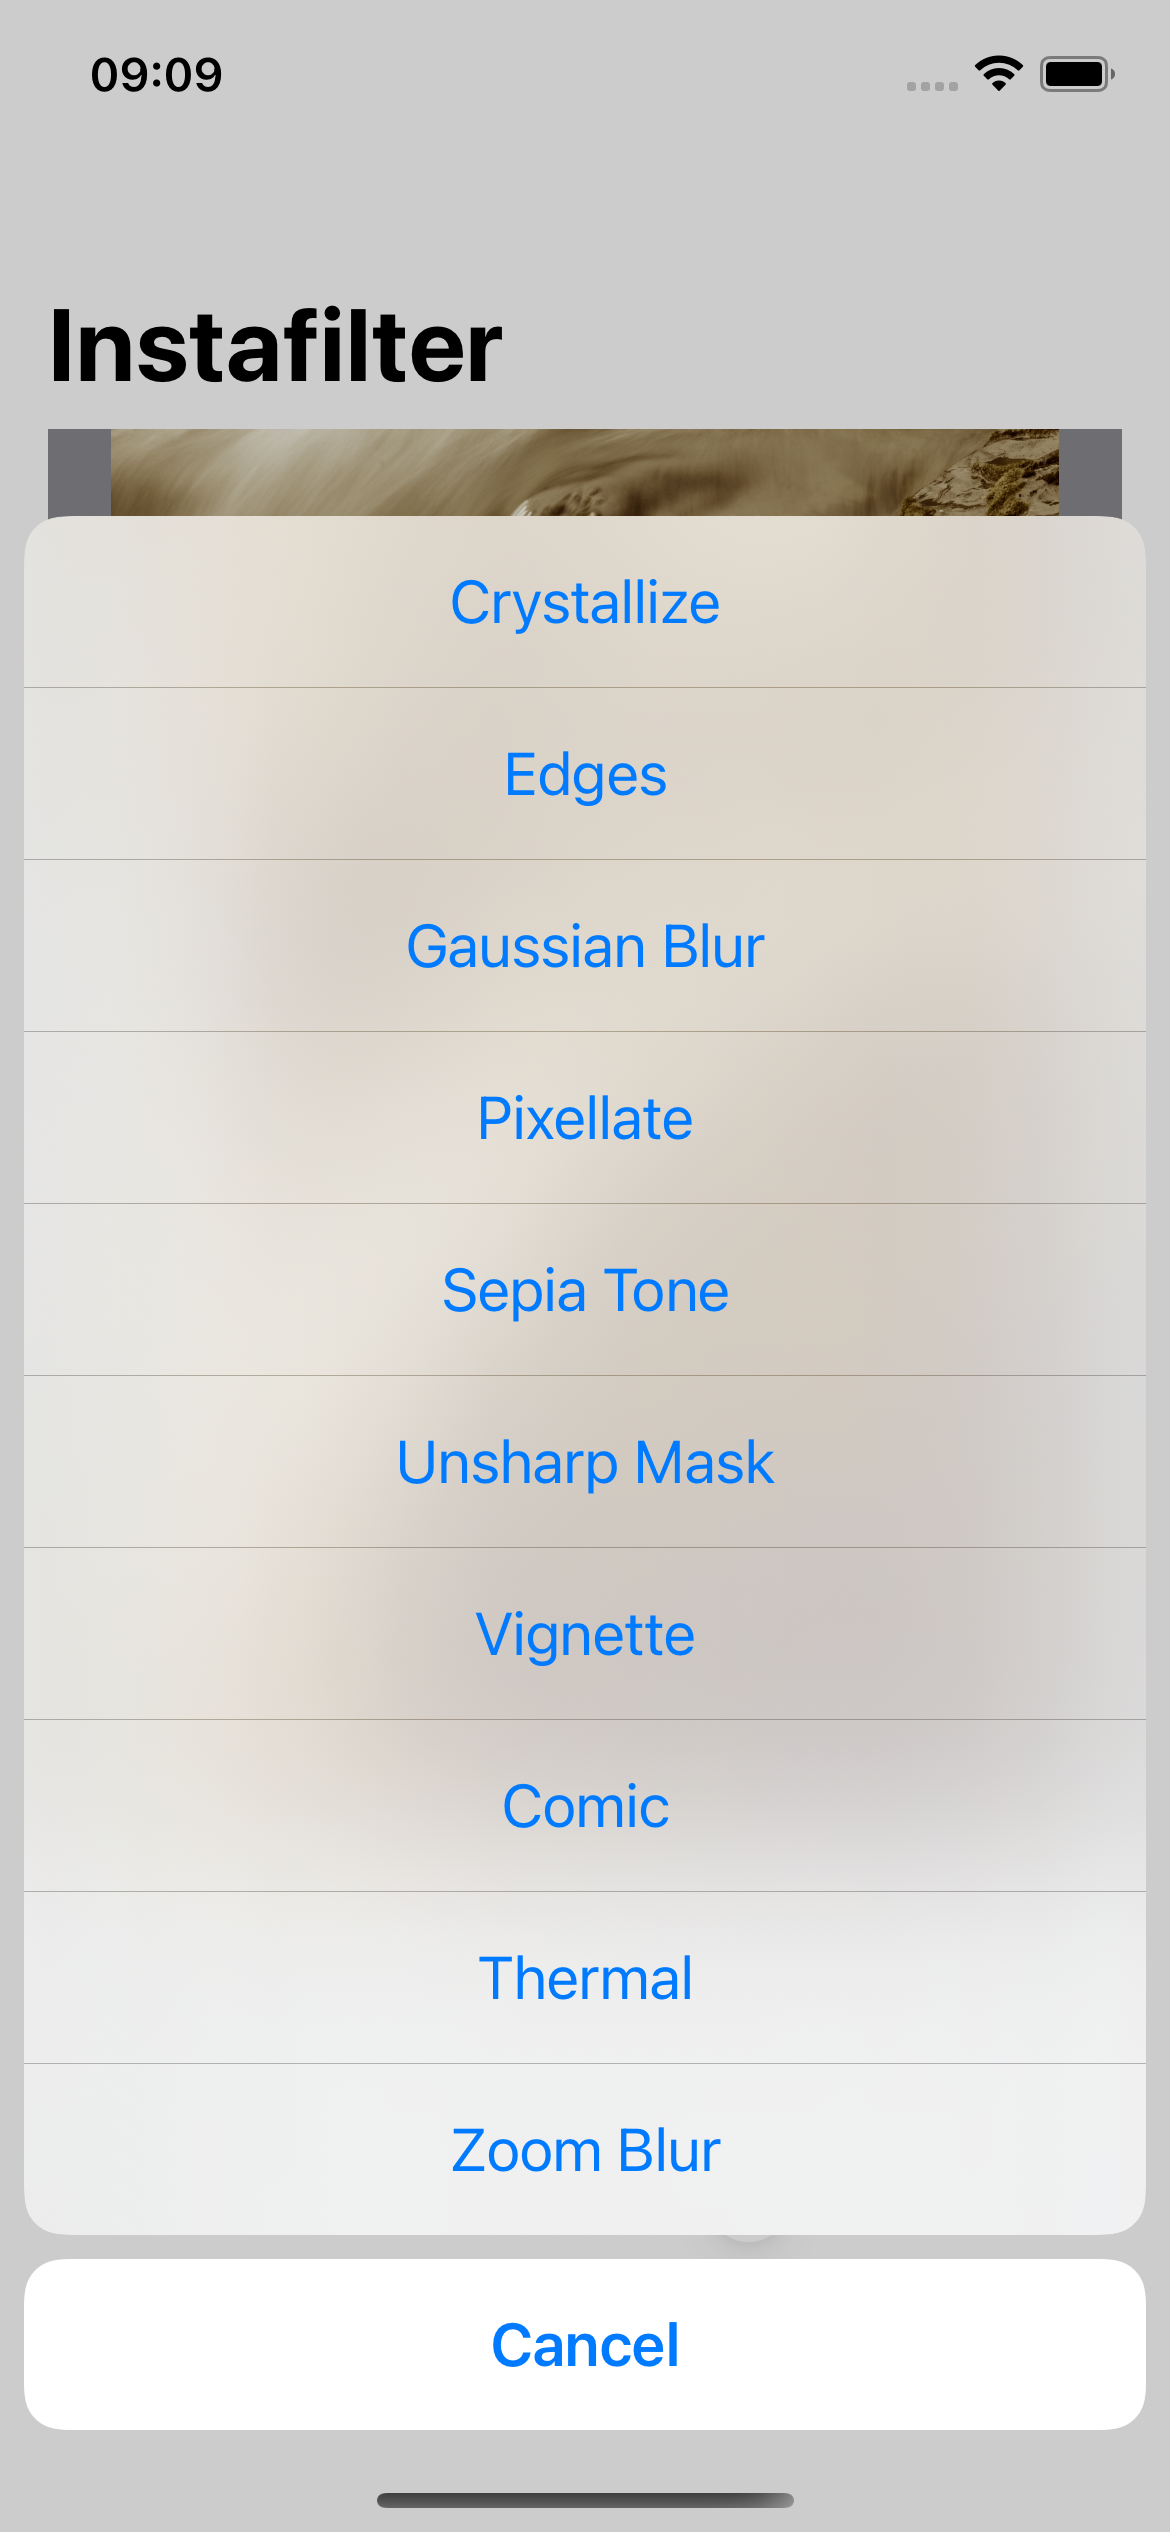 09:09
Instafilter
Crystallize
Edges
Gaussian Blur
Pixellate
Sepia Tone
Unsharp Mask
Vignette
Comic
Thermal
Zoom Blur
Cancel